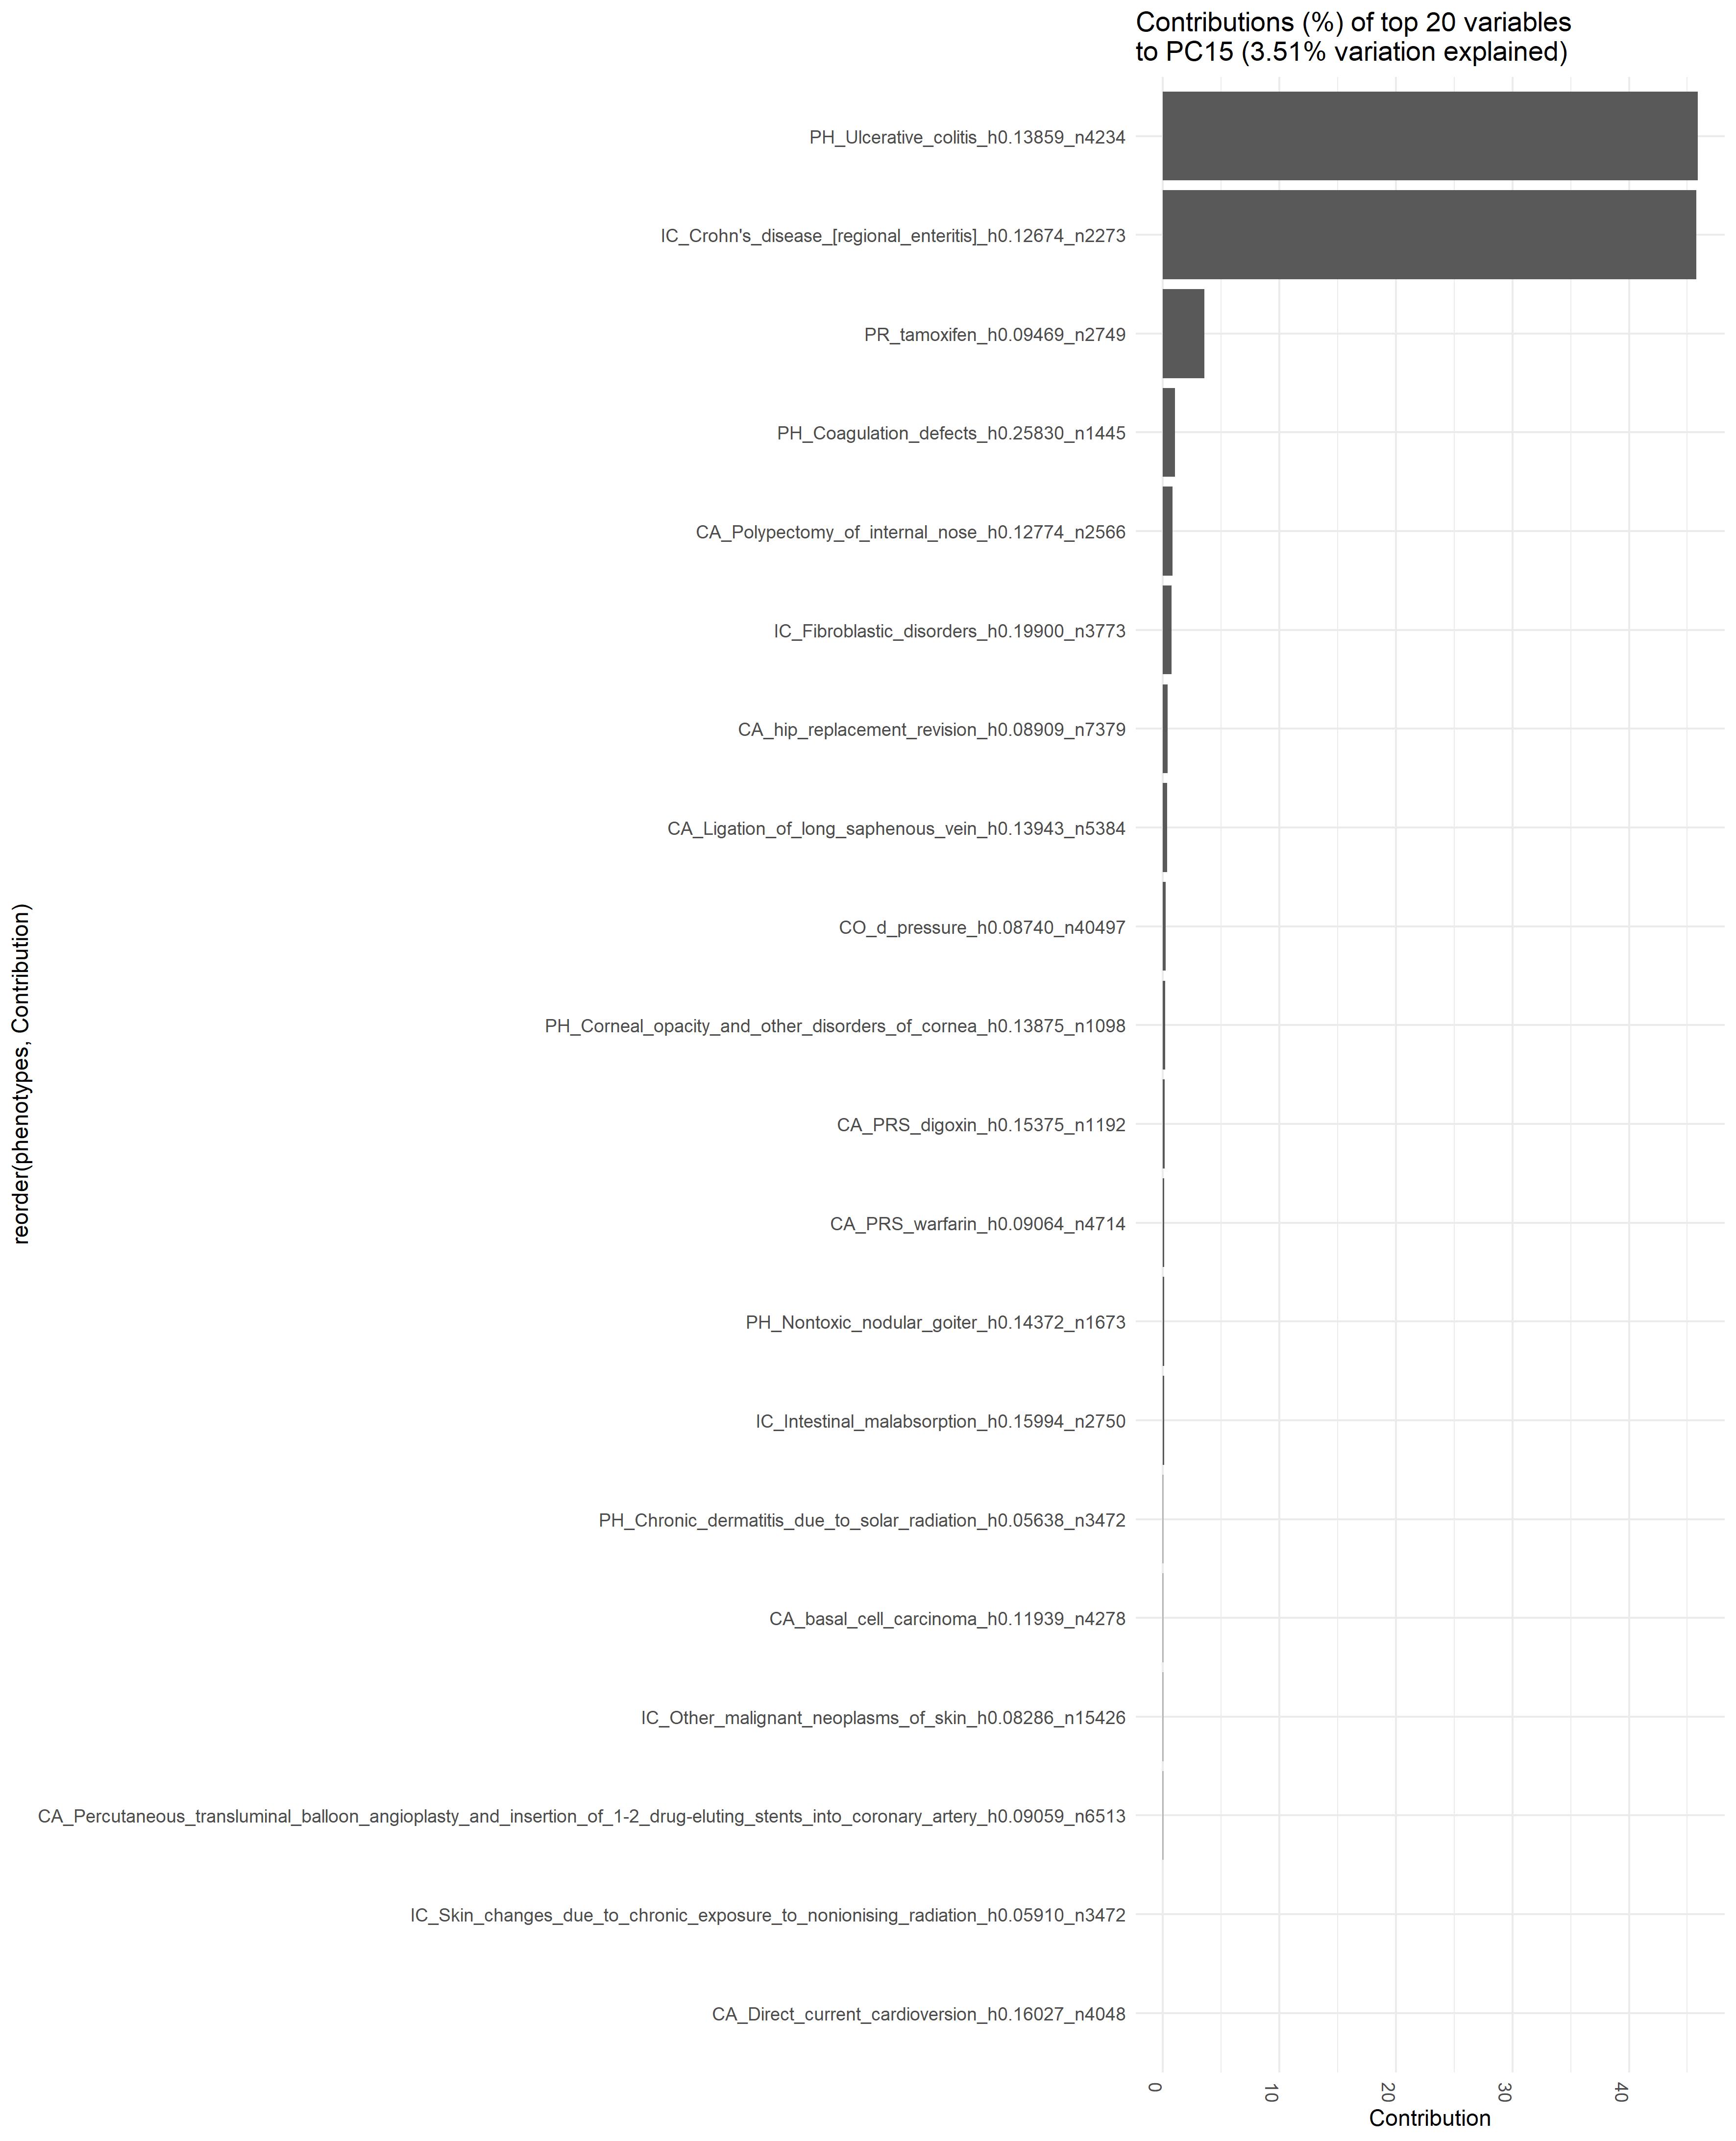 Contributions (%) of top 20 variables
to PC15 (3.51% variation explained)
PH_Ulcerative_colitis_h0.13859_n4234
IC_Crohn's_disease_[regional_enteritis]_h0.12674_n2273
PR_tamoxifen_h0.09469_n2749
PH_Coagulation_defects_h0.25830_n1445
CA_Polypectomy_of_internal_nose_h0.12774_n2566
IC_Fibroblastic_disorders_h0.19900_n3773
CA_hip_replacement_revision_h0.08909_n7379
CA_Ligation_of_long_saphenous_vein_h0.13943_n5384
CO_d_pressure_h0.08740_n40497
PH_Corneal_opacity_and_other_disorders_of_cornea_h0.13875_n1098
CA_PRS_digoxin_h0.15375_n1192
CA_PRS_warfarin_h0.09064_n4714
PH_Nontoxic_nodular_goiter_h0.14372_n1673
IC_Intestinal_malabsorption_h0.15994_n2750
PH_Chronic_dermatitis_due_to_solar_radiation_h0.05638_n3472
CA_basal_cell_carcinoma_h0.11939_n4278
IC_Other_malignant_neoplasms_of_skin_h0.08286_n15426
CA_Percutaneous_transluminal_balloon_angioplasty_and_insertion_of_1-2_drug-eluting_stents_into_coronary_artery_h0.09059_n6513
IC_Skin_changes_due_to_chronic_exposure_to_nonionising_radiation_h0.05910_n3472
CA_Direct_current_cardioversion_h0.16027_n4048
reorder(phenotypes, Contribution)
0
10
20
30
40
Contribution